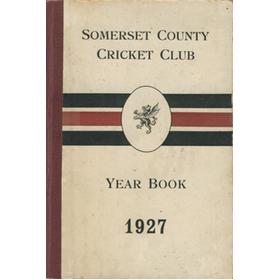 SOMERSET COUNTY
CRICKET CLUB
YEAR BOOK
1927